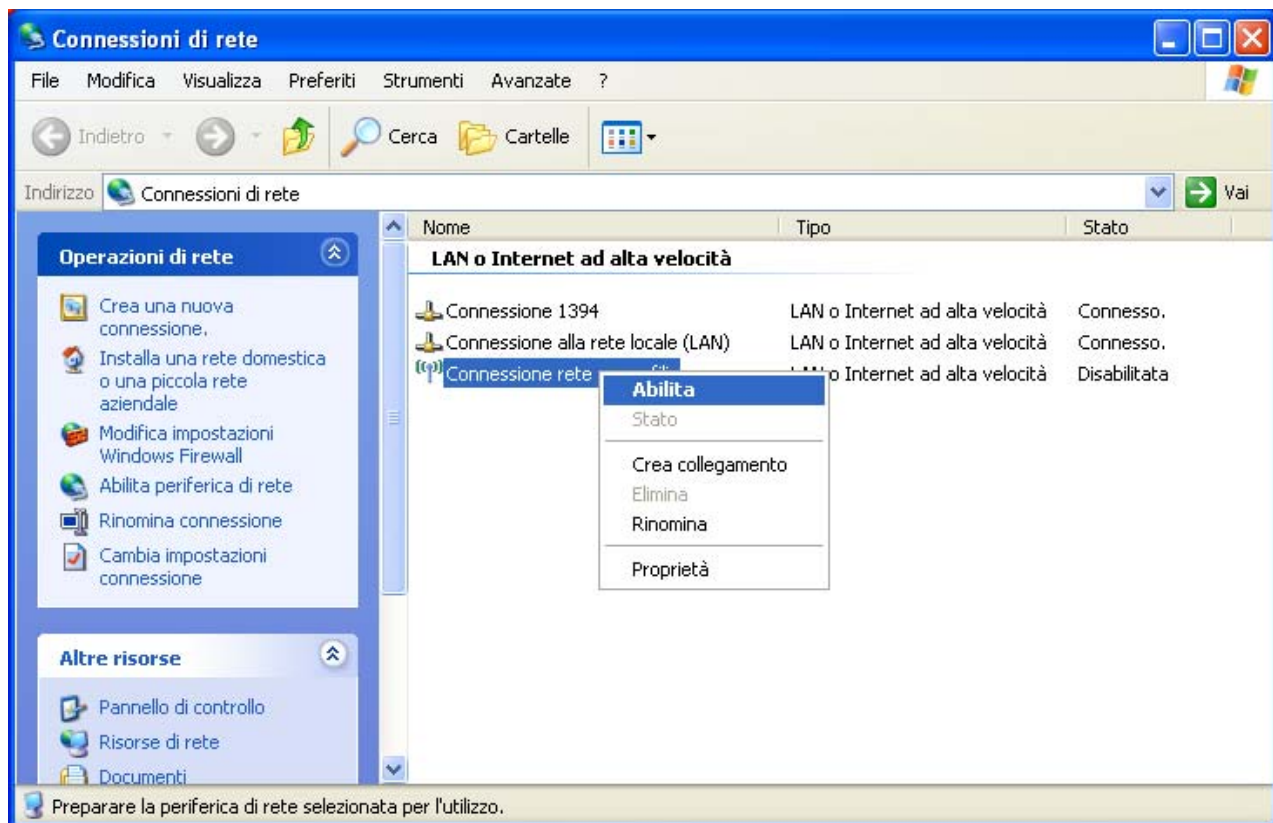 Connessioni di rete
File Modifica Visualizza Preferiti Strumenti Avanzate ?
Indietro Cerca Cartelle
Indirizzo Connessioni di rete Vai
Operazioni di rete
Crea una nuova
connessione.
Installa una rete domestica
o una piccola rete
aziendale
Modifica impostazioni
Windows Firewall
Abilita periferica di rete
Rinomina connessione
Cambia impostazioni
connessione
Altre risorse
Pannello di controllo
Risorse di rete
Documenti
Nome Tipo Stato
LAN o Internet ad alta velocità
Connessione 1394 LAN o Internet ad alta velocità Connesso.
Connessione alla rete locale (LAN) LAN o Internet ad alta velocità Connesso.
Connessione rete o Internet ad alta velocità Disabilitata
Abilita
Stato
Crea collegamento
Elimina
Rinomina
Proprietà
Preparare la periferica di rete selezionata per l'utilizzo.